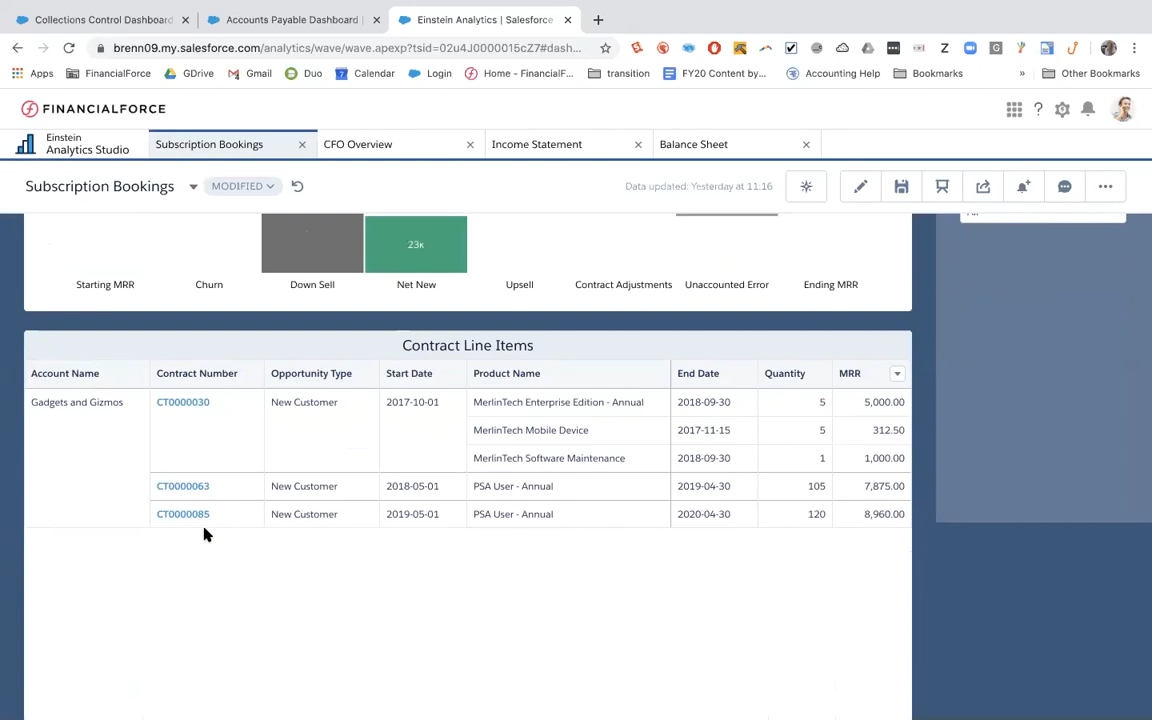 Collections Control Dashboard
Accounts Payable Dashboard |
Einstein Analytics | Salesforce
brenn09.my.salesforce.com/analytics/wave/wave.apexp?tsid=02u4J0000015cZ7#dash...
Apps
FinancialForce
GDrive
Gmail
Duo
Calendar
Login
Home - FinancialF...
transition
FY20 Content by...
Accounting Help
Bookmarks
»
Other Bookmarks
FINANCIALFORCE
Einstein
Analytics Studio
Subscription Bookings
CFO Overview
Income Statement
Balance Sheet
Subscription Bookings
MODIFIED
Data updated: Yesterday at 11:16
23K
Starting MRR Churn Down Sell Net New Upsell Contract Adjustments Unaccounted Error Ending MRR
Contract Line Items
Account Name Contract Number Opportunity Type Start Date Product Name End Date Quantity MRR
Gadgets and Gizmos CT0000030 New Customer 2017-10-01 MerlinTech Enterprise Edition - Annual 2018-09-30 5 5,000.00
MerlinTech Mobile Device 2017-11-15 5 312.50
MerlinTech Software Maintenance 2018-09-30 1 1,000.00
CT0000063 New Customer 2018-05-01 PSA User - Annual 2019-04-30 105 7,875.00
CT0000085 New Customer 2019-05-01 PSA User - Annual 2020-04-30 120 8,960.00